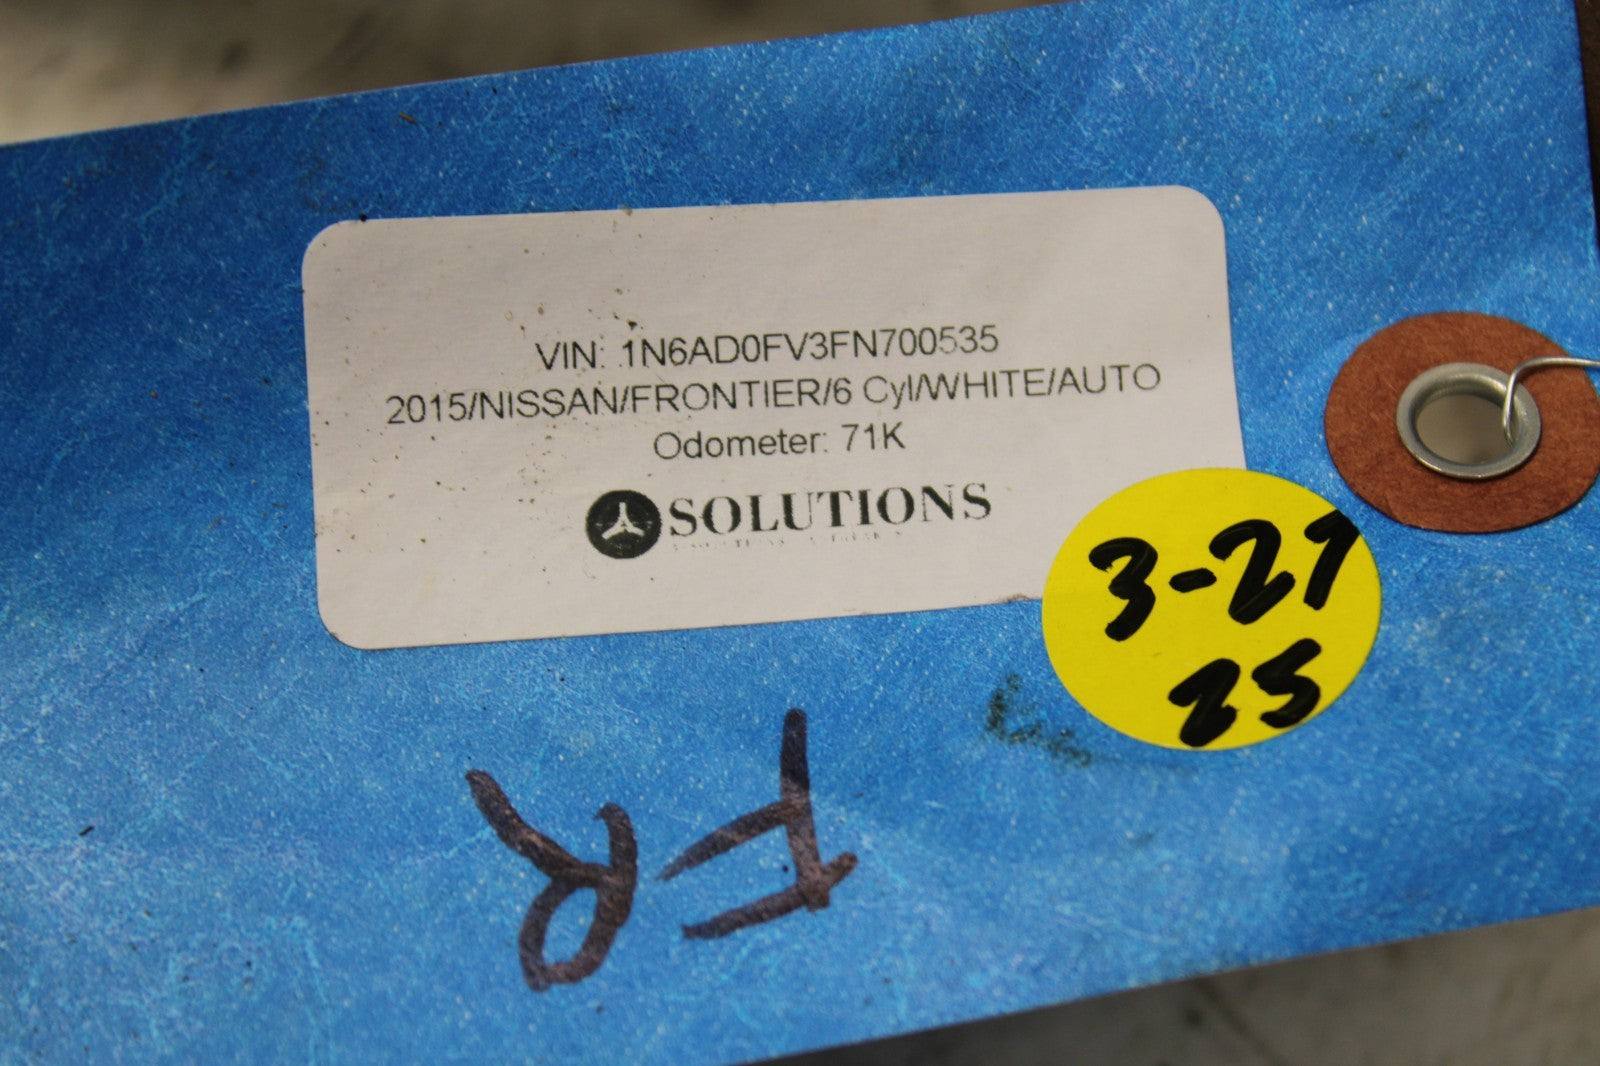 VIN: 1N6AD0FV3FN700535
2015/NISSAN/FRONTIER/6 Cyl/WHITE/AUTO
Odometer: 71K
SOLUTIONS
3-27
25
FR